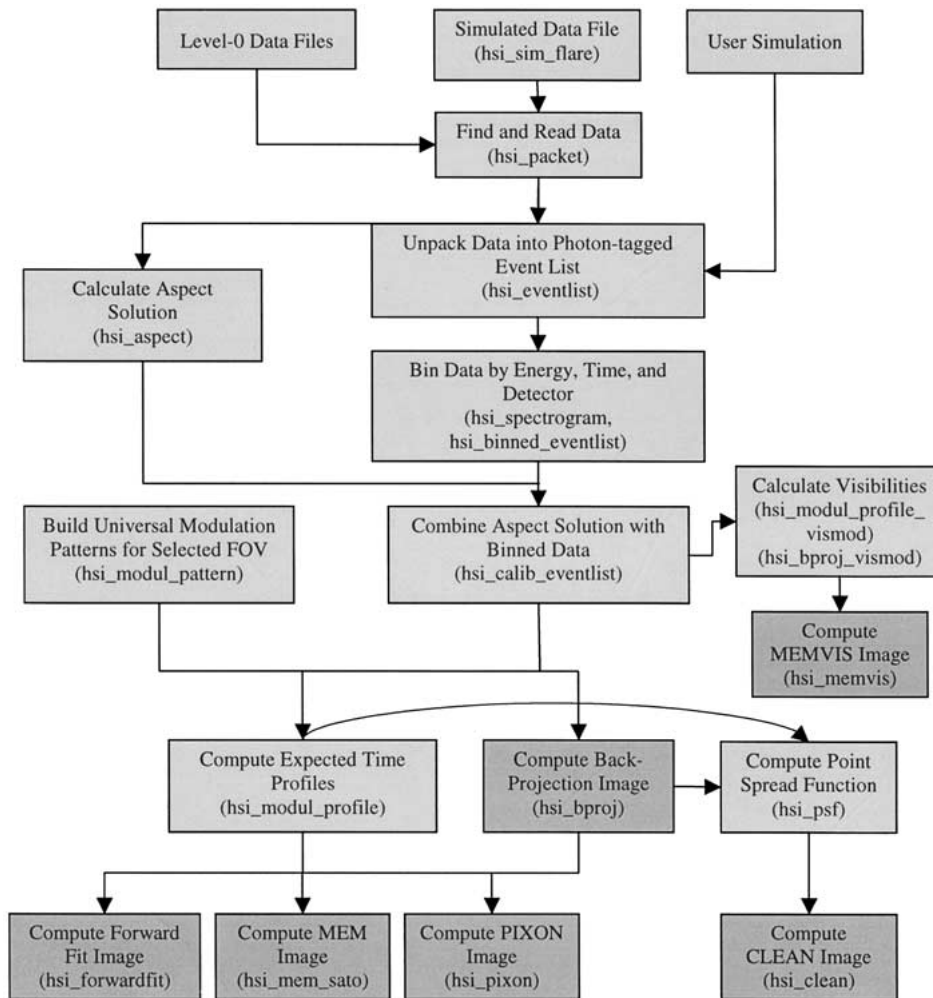 Level-0 Data Files
Simulated Data File
(hsi_sim_flare)
User Simulation
Find and Read Data
(hsi_packet)
Unpack Data into Photon-tagged
Event List
(hsi_eventlist)
Calculate Aspect
Solution
(hsi_aspect)
Bin Data by Energy, Time, and
Detector
(hsi_spectrogram,
hsi_binned_eventlist)
Build Universal Modulation
Patterns for Selected FOV
(hsi_modul_pattern)
Combine Aspect Solution with
Binned Data
(hsi_calib_eventlist)
Calculate Visibilities
(hsi_modul_profile_
vismod)
(hsi_bproj_vismod)
Compute
MEMVIS Image
(hsi_memvis)
Compute Expected Time
Profiles
(hsi_modul_profile)
Compute Back-
Projection Image
(hsi_bproj)
Compute Point
Spread Function
(hsi_psf)
Compute Forward
Fit Image
(hsi_forwardfit)
Compute MEM
Image
(hsi_mem_sato)
Compute PIXON
Image
(hsi_pixon)
Compute
CLEAN Image
(hsi_clean)